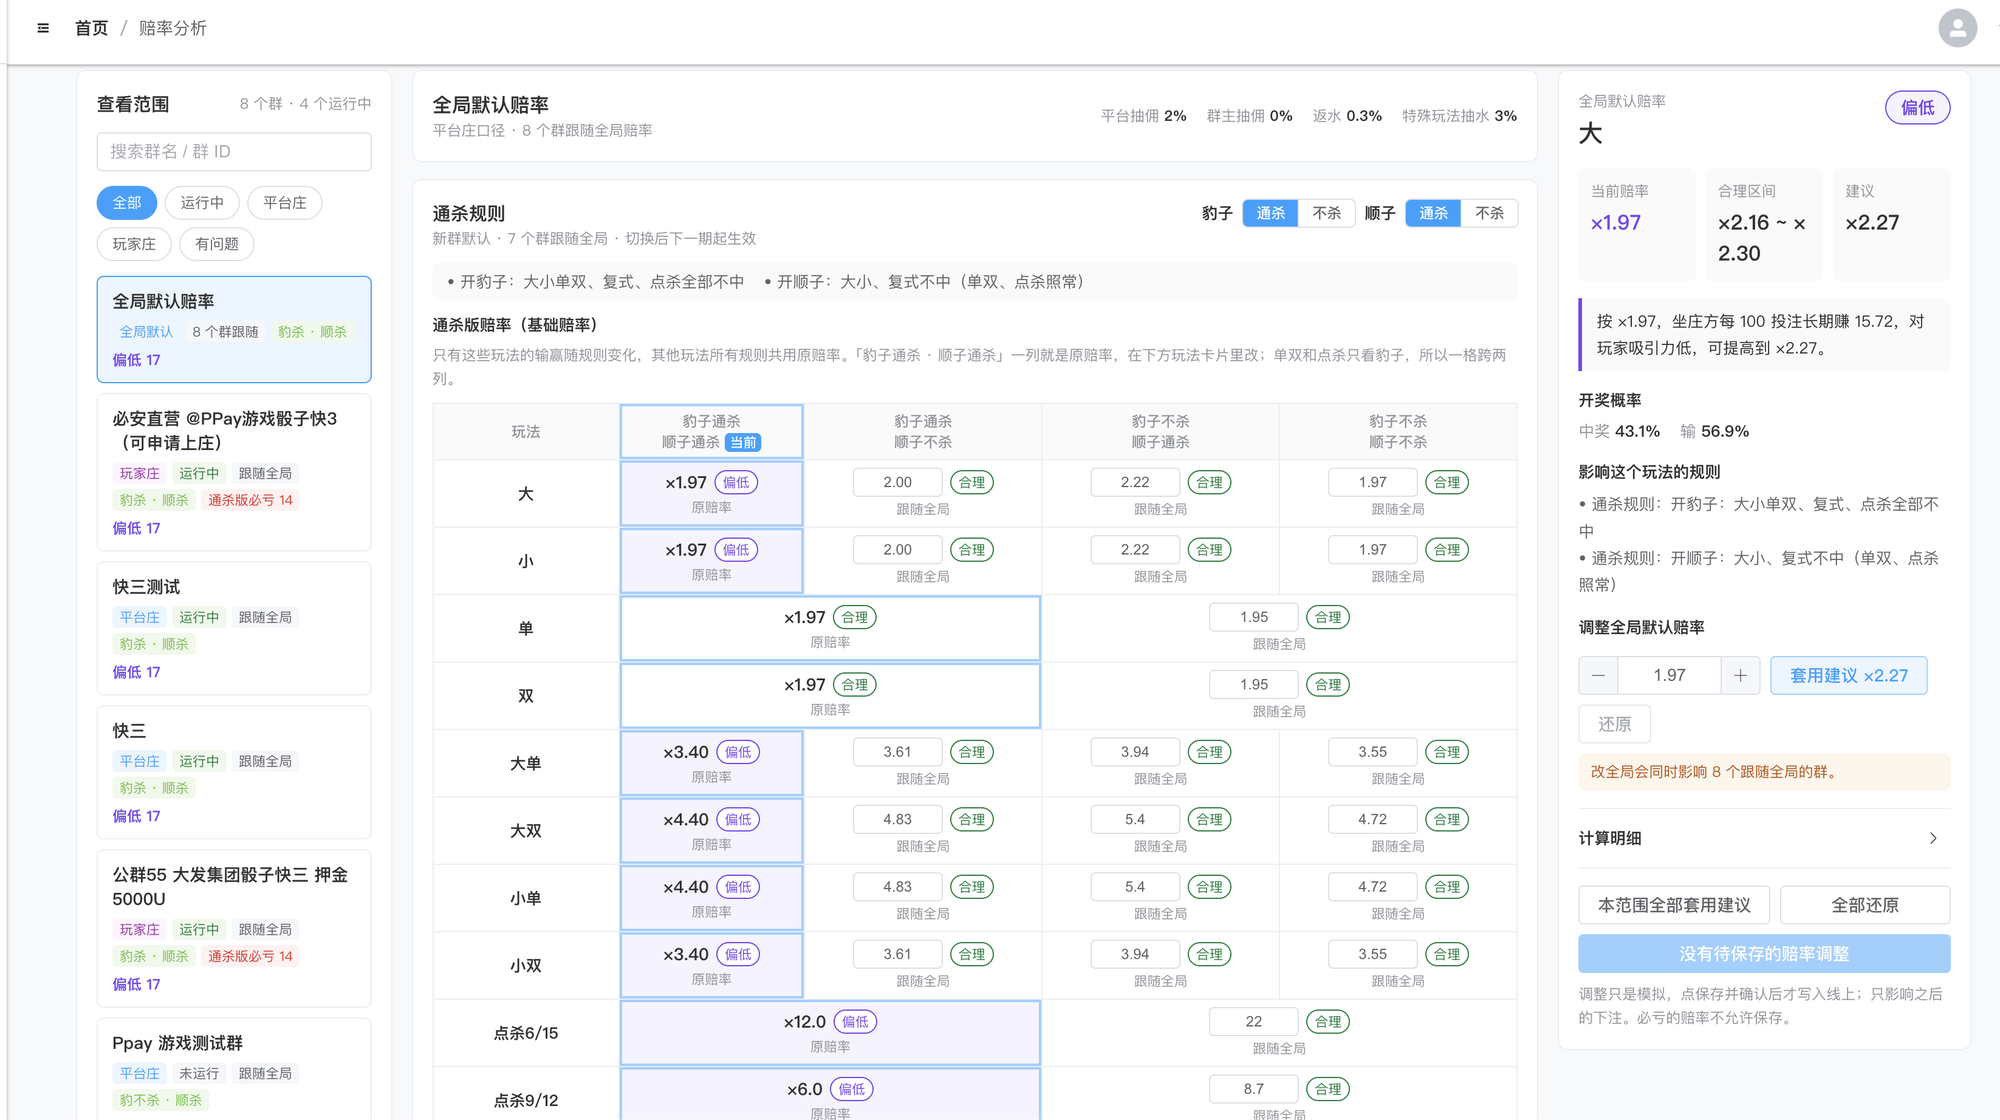 首页 / 赔率分析
查看范围
8 个群 · 4 个运行中
搜索群名 / 群 ID
全部
运行中
平台庄
玩家庄
有问题
全局默认赔率
全局默认
8 个群跟随
豹杀 · 顺杀
偏低 17
必安直营 @PPay游戏骰子快3
（可申请上庄）
玩家庄
运行中
跟随全局
豹杀 · 顺杀
通杀版必亏 14
偏低 17
快三测试
平台庄
运行中
跟随全局
豹杀 · 顺杀
偏低 17
快三
平台庄
运行中
跟随全局
豹杀 · 顺杀
偏低 17
公群55 大发集团骰子快三 押金
5000U
玩家庄
运行中
跟随全局
豹杀 · 顺杀
通杀版必亏 14
偏低 17
Ppay 游戏测试群
平台庄
未运行
跟随全局
豹不杀 · 顺杀
全局默认赔率
平台庄口径 · 8 个群跟随全局赔率
平台抽佣 2%
群主抽佣 0%
返水 0.3%
特殊玩法抽水 3%
通杀规则
新群默认 · 7 个群跟随全局 · 切换后下一期起生效
豹子
通杀
不杀
顺子
通杀
不杀
• 开豹子：大小单双、复式、点杀全部不中
• 开顺子：大小、复式不中（单双、点杀照常）
通杀版赔率（基础赔率）
只有这些玩法的输赢随规则变化，其他玩法所有规则共用原赔率。「豹子通杀 · 顺子通杀」一列就是原赔率，在下方玩法卡片里改；单双和点杀只看豹子，所以一格跨两
列。
玩法
豹子通杀
顺子通杀 当前
豹子通杀
顺子不杀
豹子不杀
顺子通杀
豹子不杀
顺子不杀
大
×1.97 偏低
原赔率
2.00 合理
跟随全局
2.22 合理
跟随全局
1.97 合理
跟随全局
小
×1.97 偏低
原赔率
2.00 合理
跟随全局
2.22 合理
跟随全局
1.97 合理
跟随全局
单
×1.97 合理
原赔率
1.95 合理
跟随全局
双
×1.97 合理
原赔率
1.95 合理
跟随全局
大单
×3.40 偏低
原赔率
3.61 合理
跟随全局
3.94 合理
跟随全局
3.55 合理
跟随全局
大双
×4.40 偏低
原赔率
4.83 合理
跟随全局
5.4 合理
跟随全局
4.72 合理
跟随全局
小单
×4.40 偏低
原赔率
4.83 合理
跟随全局
5.4 合理
跟随全局
4.72 合理
跟随全局
小双
×3.40 偏低
原赔率
3.61 合理
跟随全局
3.94 合理
跟随全局
3.55 合理
跟随全局
点杀6/15
×12.0 偏低
原赔率
22 合理
跟随全局
点杀9/12
×6.0 偏低
原赔率
8.7 合理
跟随全局
全局默认赔率
大
偏低
当前赔率
×1.97
合理区间
×2.16 ~ ×
2.30
建议
×2.27
按 ×1.97，坐庄方每 100 投注长期赚 15.72，对
玩家吸引力低，可提高到 ×2.27。
开奖概率
中奖 43.1% 输 56.9%
影响这个玩法的规则
• 通杀规则：开豹子：大小单双、复式、点杀全部不
中
• 通杀规则：开顺子：大小、复式不中（单双、点杀
照常）
调整全局默认赔率
− 1.97 +
套用建议 ×2.27
还原
改全局会同时影响 8 个跟随全局的群。
计算明细
本范围全部套用建议
全部还原
没有待保存的赔率调整
调整只是模拟，点保存并确认后才写入线上；只影响之后
的下注。必亏的赔率不允许保存。